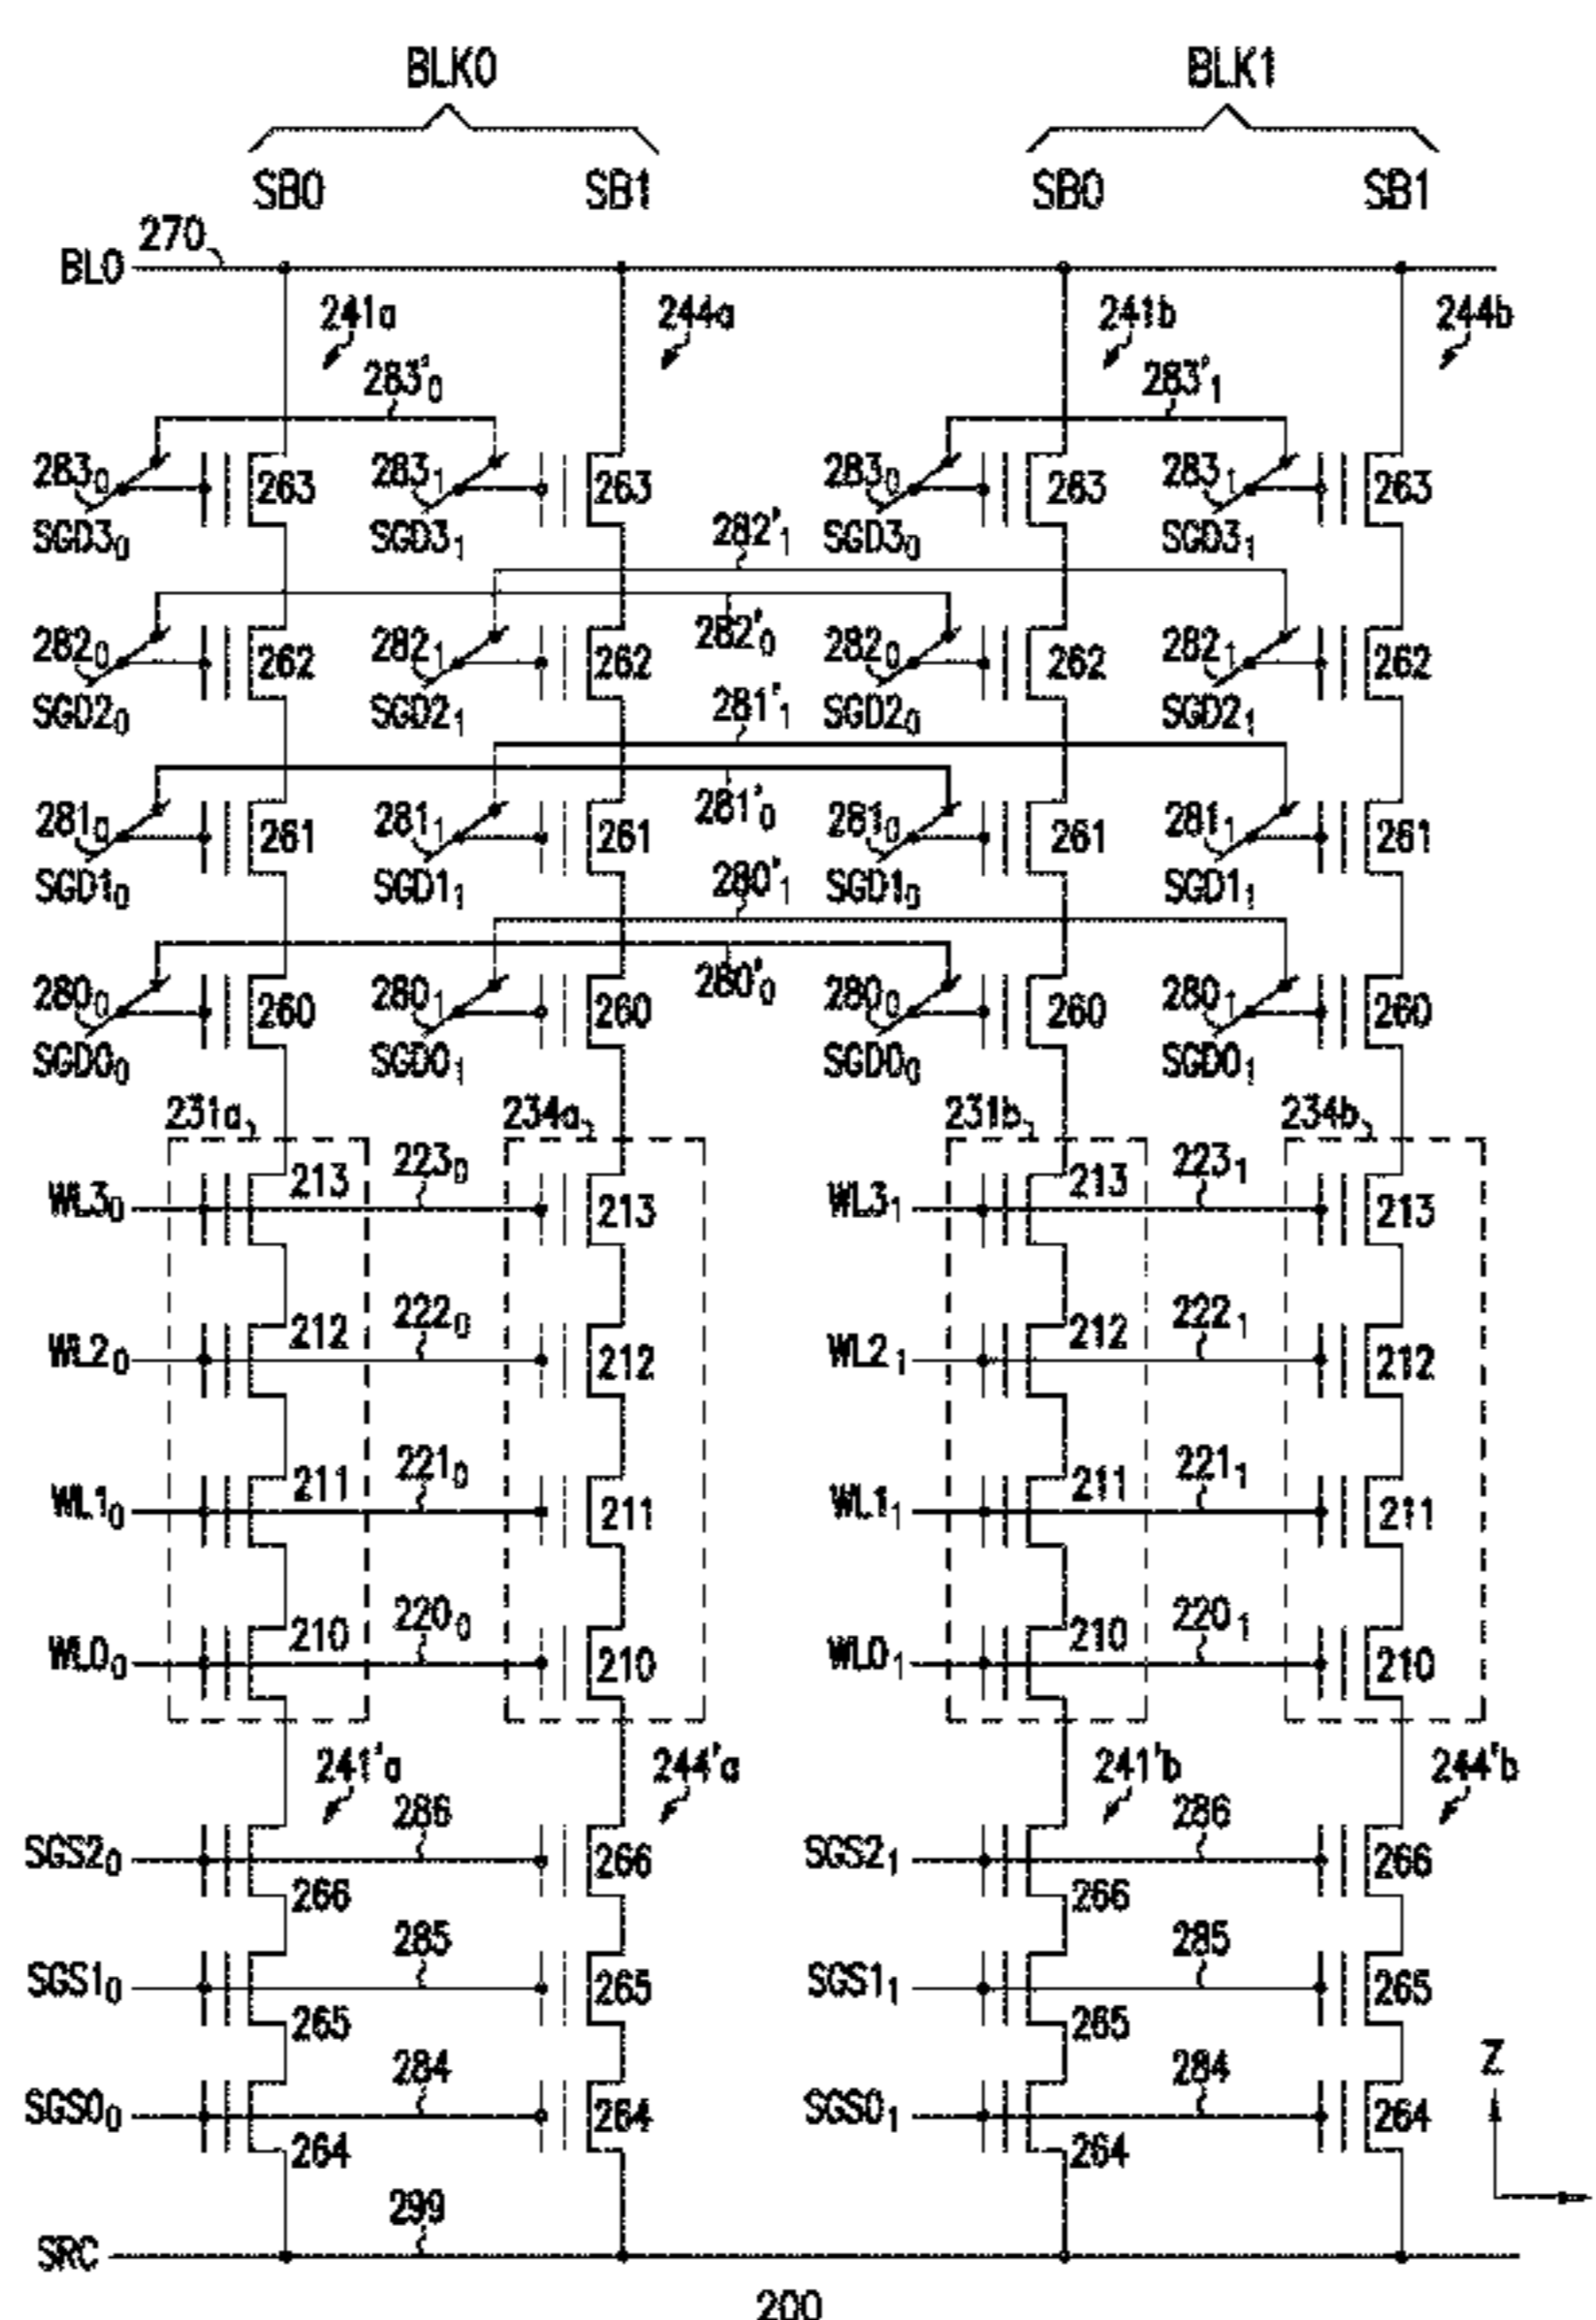 BLK0 BLK1
SB0 SB1 SB0 SB1
270
BL0
241a 244a 241b 244b
283'₀ 283'₁
283₀ 263 283₁ 263 283₀ 263 283₁ 263
SGD3₀ SGD3₁ 282'₁ SGD3₀ SGD3₁
282₀ 262 282₁ 262 282'₀ 282₀ 262 282₁ 262
SGD2₀ SGD2₁ 281'₁ SGD2₀ SGD2₁
281₀ 261 281₁ 261 281'₀ 281₀ 261 281₁ 261
SGD1₀ SGD1₁ 280'₁ SGD1₀ SGD1₁
280₀ 260 280₁ 260 280'₀ 280₀ 260 280₁ 260
SGD0₀ SGD0₁ SGD0₀ SGD0₁
231a 234a 231b 234b
WL3₀ 213 223₀ 213 WL3₁ 213 223₁ 213
WL2₀ 212 222₀ 212 WL2₁ 212 222₁ 212
WL1₀ 211 221₀ 211 WL1₁ 211 221₁ 211
WL0₀ 210 220₀ 210 WL0₁ 210 220₁ 210
241'a 244'a 241'b 244'b
SGS2₀ 286 266 SGS2₁ 286 266
266 266
SGS1₀ 285 265 SGS1₁ 285 265
265 265
SGS0₀ 284 264 SGS0₁ 284 264
264 264
Z
299
SRC
200